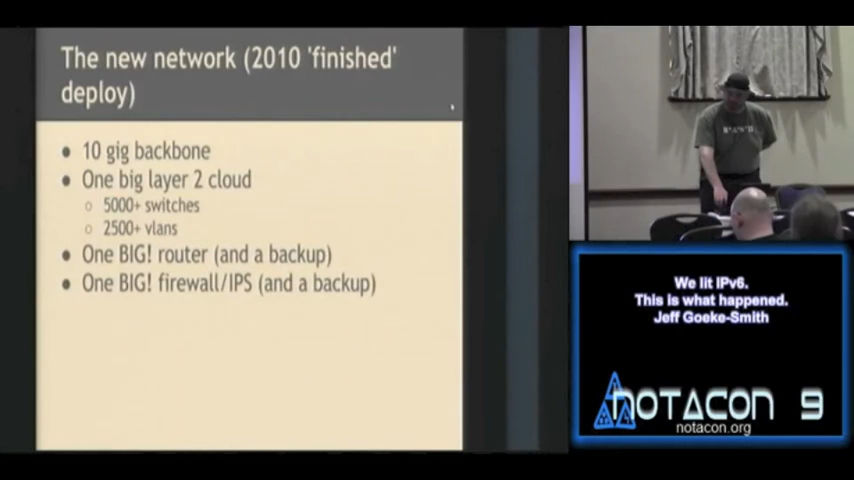 The new network (2010 'finished'
deploy)
10 gig backbone
One big layer 2 cloud
5000+ switches
2500+ vlans
One BIG! router (and a backup)
One BIG! firewall/IPS (and a backup)
We lit IPv6.
This is what happened.
Jeff Goeke-Smith
NOTACON 9
notacon.org